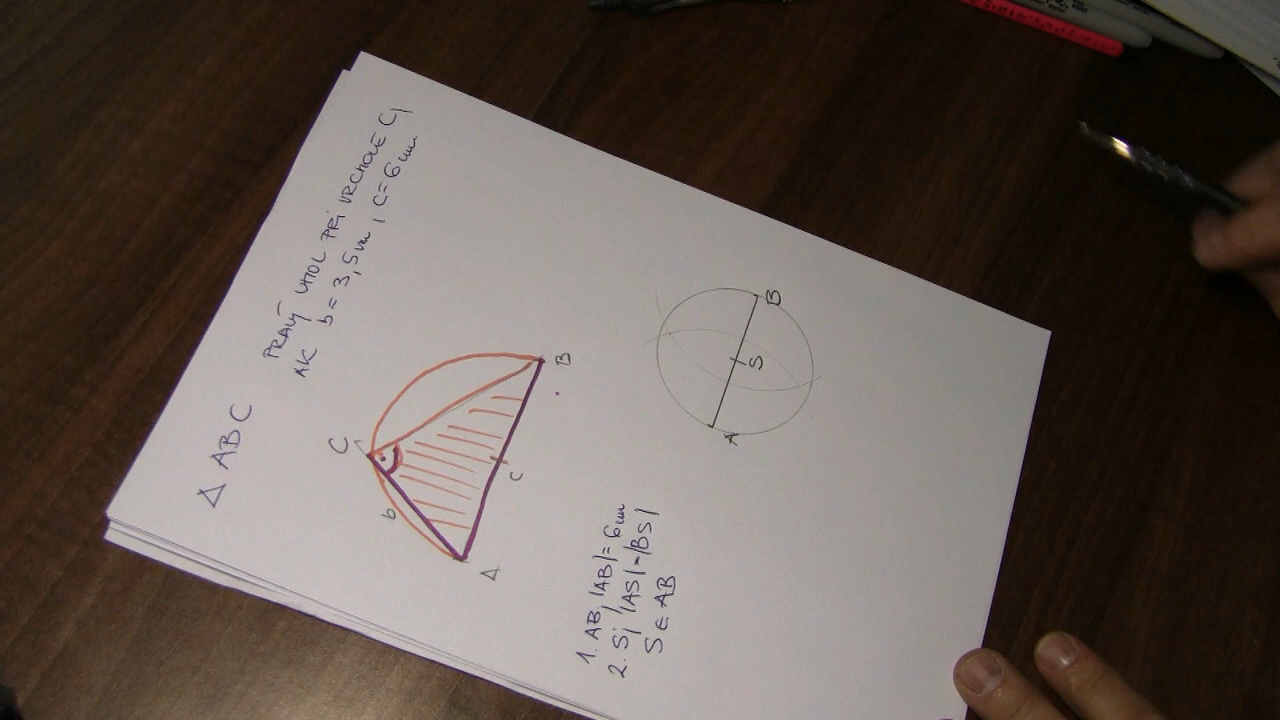 △ ABC
PRAVÝ UHOL PRI VRCHOLE C,
AK b = 3,5 cm, c = 6 cm
C
b
A
c
B
1. AB; |AB| = 6 cm
2. S; |AS| = |BS|
S ∈ AB
A
S
B